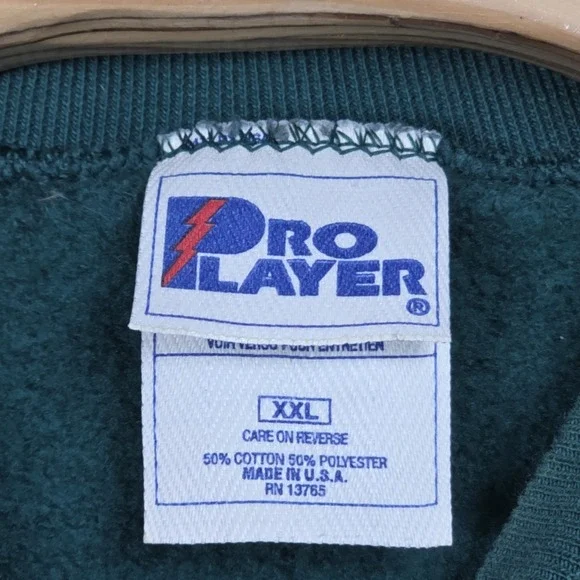 PRO
PLAYER®
VOIR VERSO POUR ENTRETIEN
XXL
CARE ON REVERSE
50% COTTON 50% POLYESTER
MADE IN U.S.A.
RN 13765